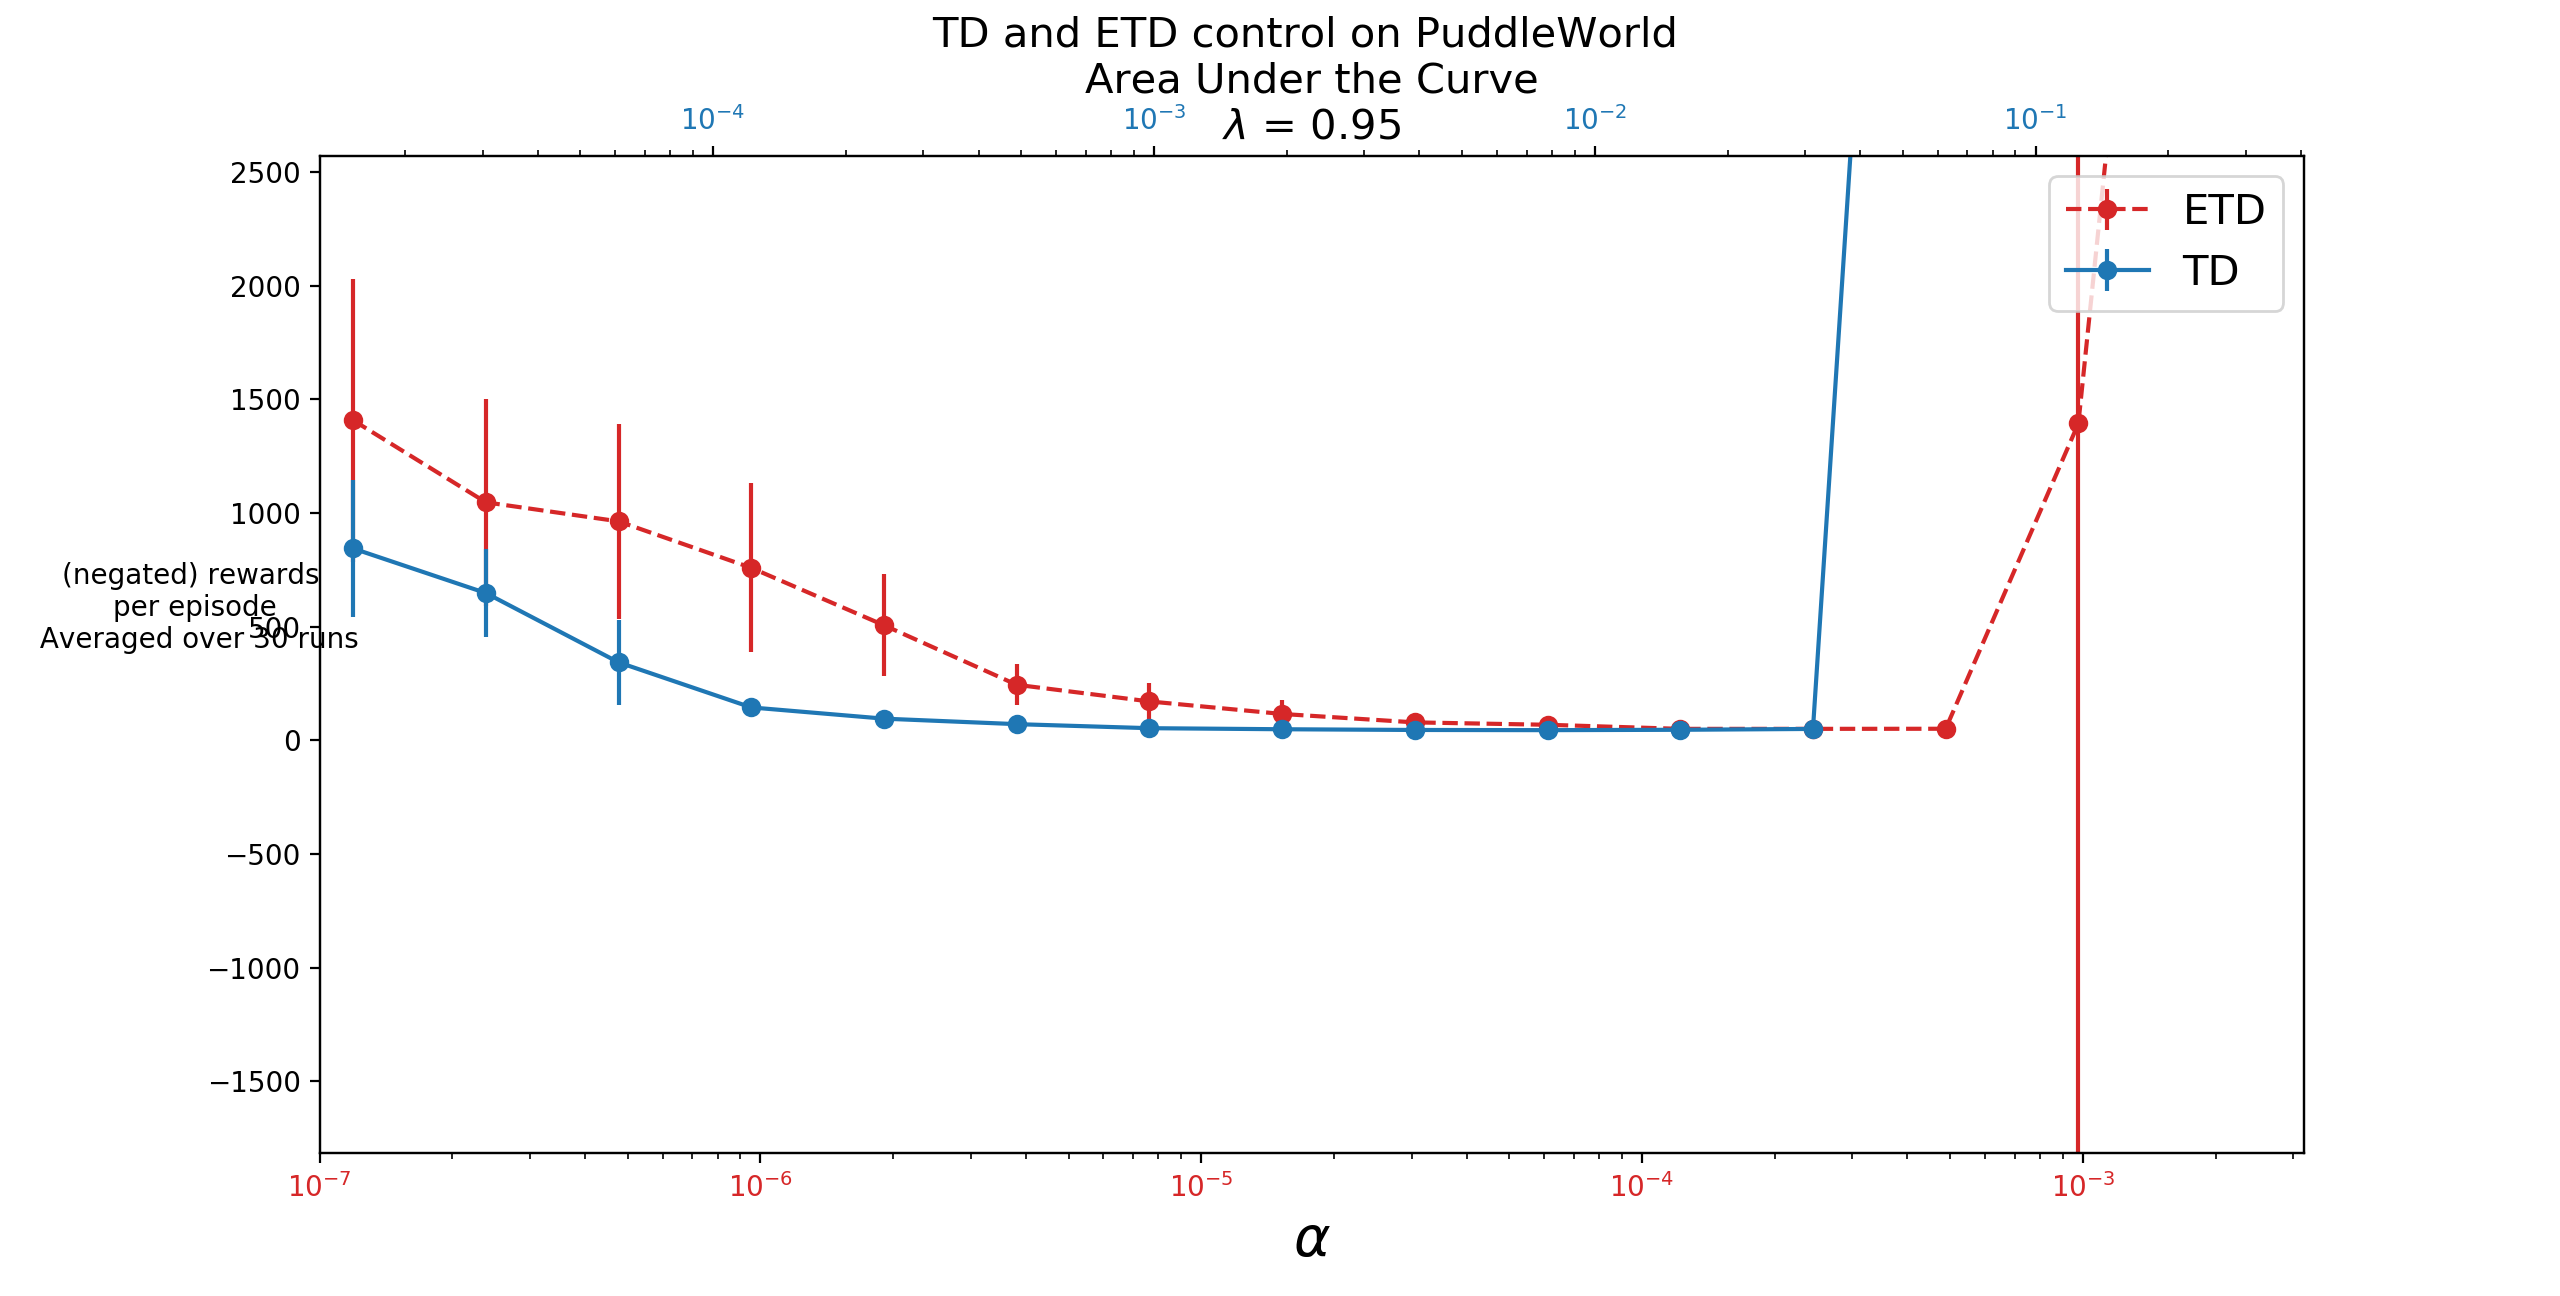 TD and ETD control on PuddleWorld
Area Under the Curve
λ = 0.95
10⁻⁴ 10⁻³ 10⁻² 10⁻¹
ETD
TD
2500
2000
1500
1000
500
0
−500
−1000
−1500
(negated) rewards
per episode
Averaged over 30 runs
10⁻⁷ 10⁻⁶ 10⁻⁵ 10⁻⁴ 10⁻³
α